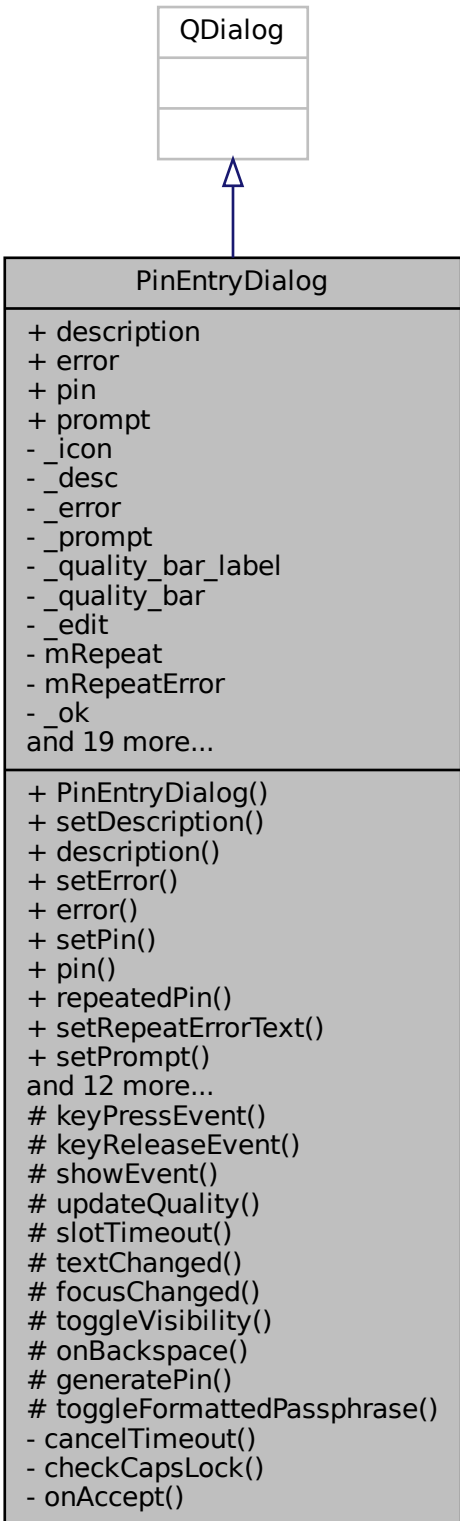 QDialog
PinEntryDialog
+ description
+ error
+ pin
+ prompt
- _icon
- _desc
- _error
- _prompt
- _quality_bar_label
- _quality_bar
- _edit
- mRepeat
- mRepeatError
- _ok
and 19 more...
+ PinEntryDialog()
+ setDescription()
+ description()
+ setError()
+ error()
+ setPin()
+ pin()
+ repeatedPin()
+ setRepeatErrorText()
+ setPrompt()
and 12 more...
# keyPressEvent()
# keyReleaseEvent()
# showEvent()
# updateQuality()
# slotTimeout()
# textChanged()
# focusChanged()
# toggleVisibility()
# onBackspace()
# generatePin()
# toggleFormattedPassphrase()
- cancelTimeout()
- checkCapsLock()
- onAccept()